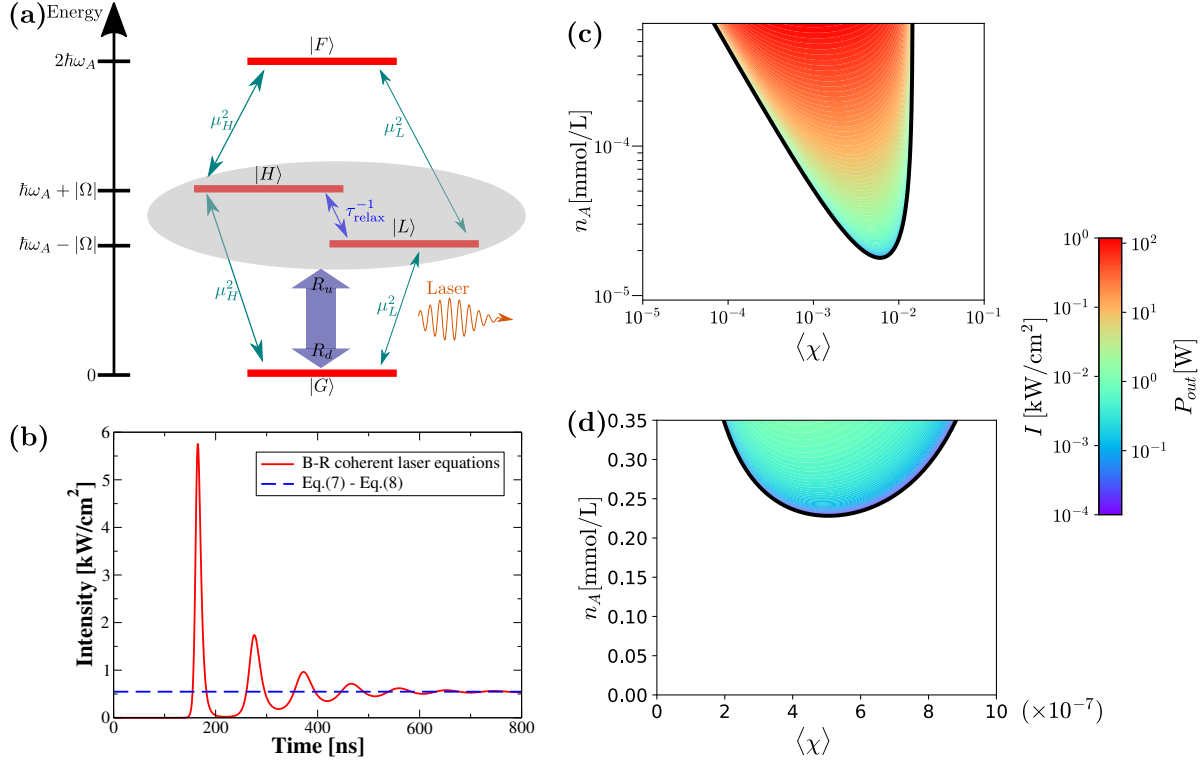 (a)
Energy
2ħω_A
ħω_A + |Ω|
ħω_A − |Ω|
0
|F⟩
μ_H^2
μ_L^2
|H⟩
τ_relax^−1
|L⟩
μ_H^2
R_u
μ_L^2
Laser
R_d
|G⟩
(b)
Intensity [kW/cm²]
6
5
4
3
2
1
0
B-R coherent laser equations
Eq.(7) - Eq.(8)
0 200 400 600 800
Time [ns]
(c)
n_A [mmol/L]
10^−4
10^−5
10^−5 10^−4 10^−3 10^−2 10^−1
⟨χ⟩
(d)
n_A [mmol/L]
0.35
0.30
0.25
0.20
0.15
0.10
0.05
0.00
0 2 4 6 8 10 (×10^−7)
⟨χ⟩
I [kW/cm²]
10^0
10^−1
10^−2
10^−3
10^−4
10^2
10^1
10^0
10^−1
P_out [W]